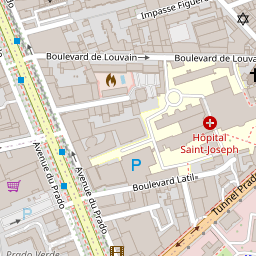 Impasse Figuer
Boulevard de Louvain
Boulevard de Louva
Hôpital
Saint-Joseph
P
Avenue du Prado
Avenue du Prado
Boulevard Latil
Tunnel Prado
Prado Verde